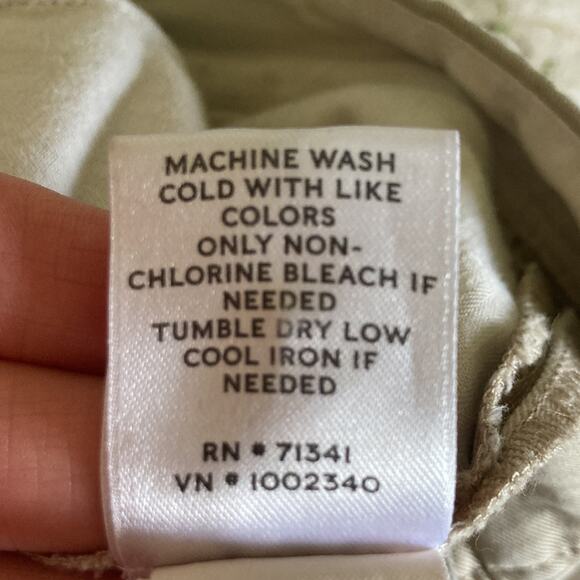 MACHINE WASH
COLD WITH LIKE
COLORS
ONLY NON-
CHLORINE BLEACH IF
NEEDED
TUMBLE DRY LOW
COOL IRON IF
NEEDED
RN # 71341
VN # 1002340